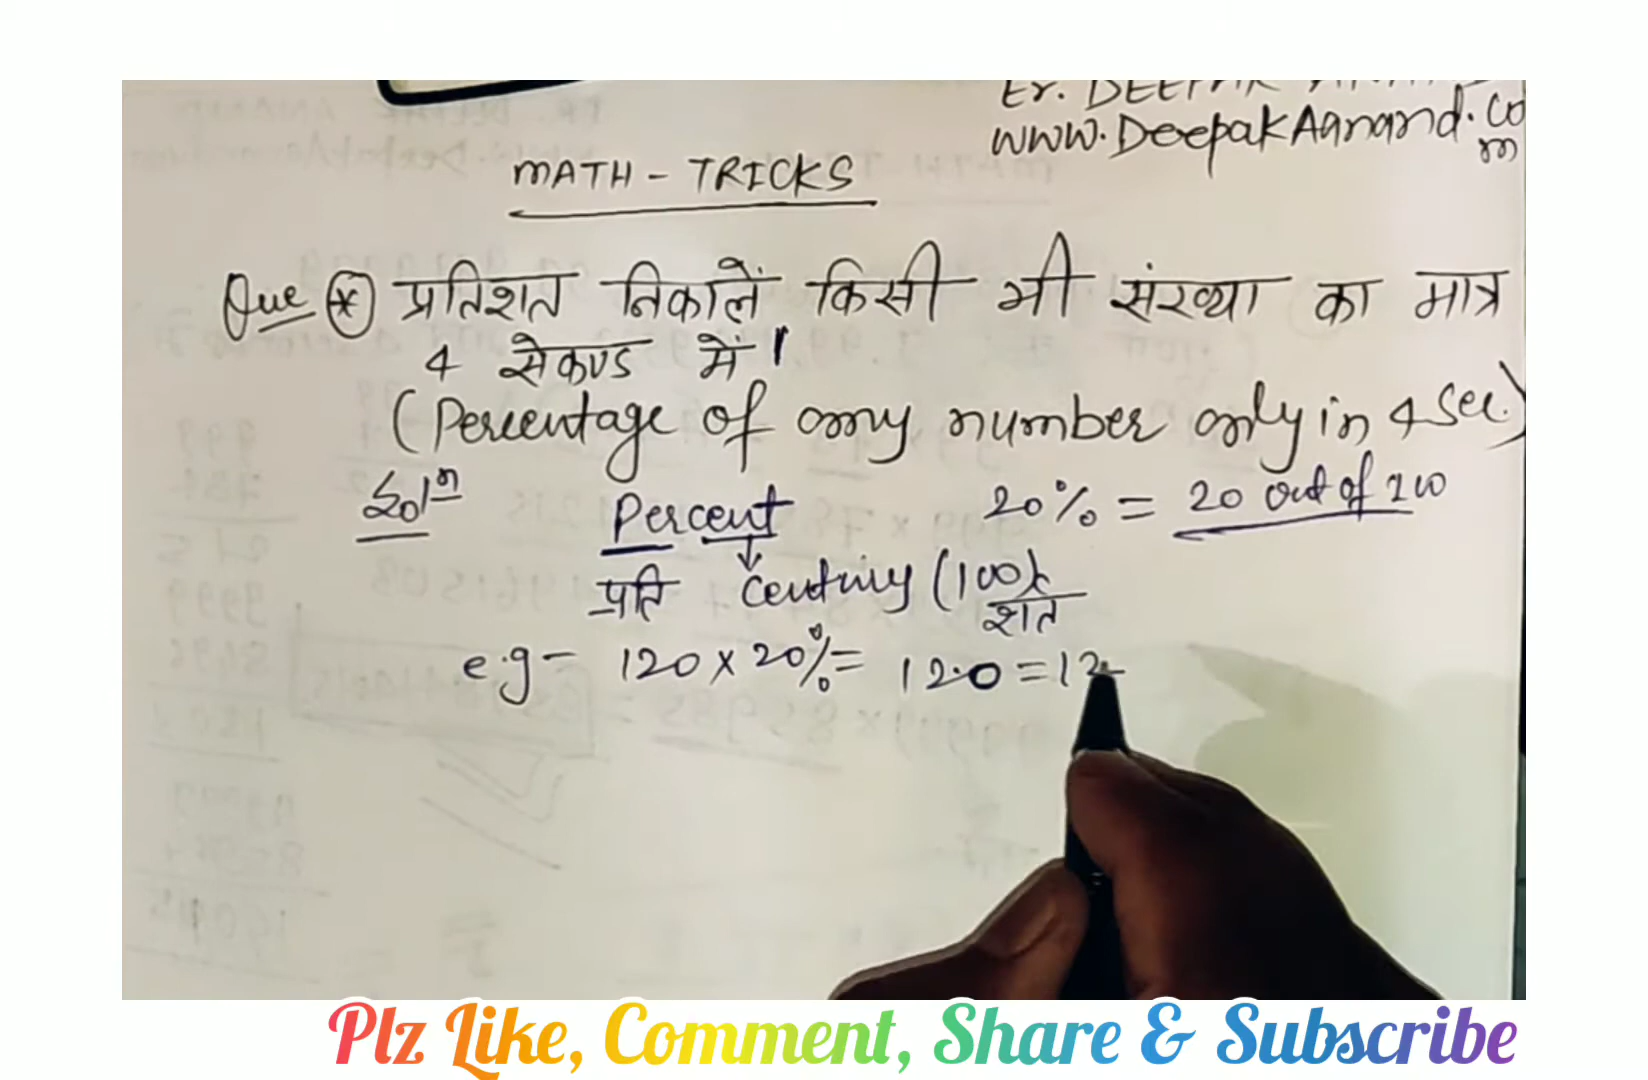 Er. DEEPAK
www.DeepakAanand.com
MATH - TRICKS
Que * प्रतिशत निकालें किसी भी संख्या का मात्र
4 सेकण्ड में।
(Percentage of any number only in 4 Sec.)
Solⁿ Percent 20% = 20 out of 100
प्रति Century (100)
शत
e.g - 120 x 20% = 12.0 = 12
Plz Like, Comment, Share & Subscribe